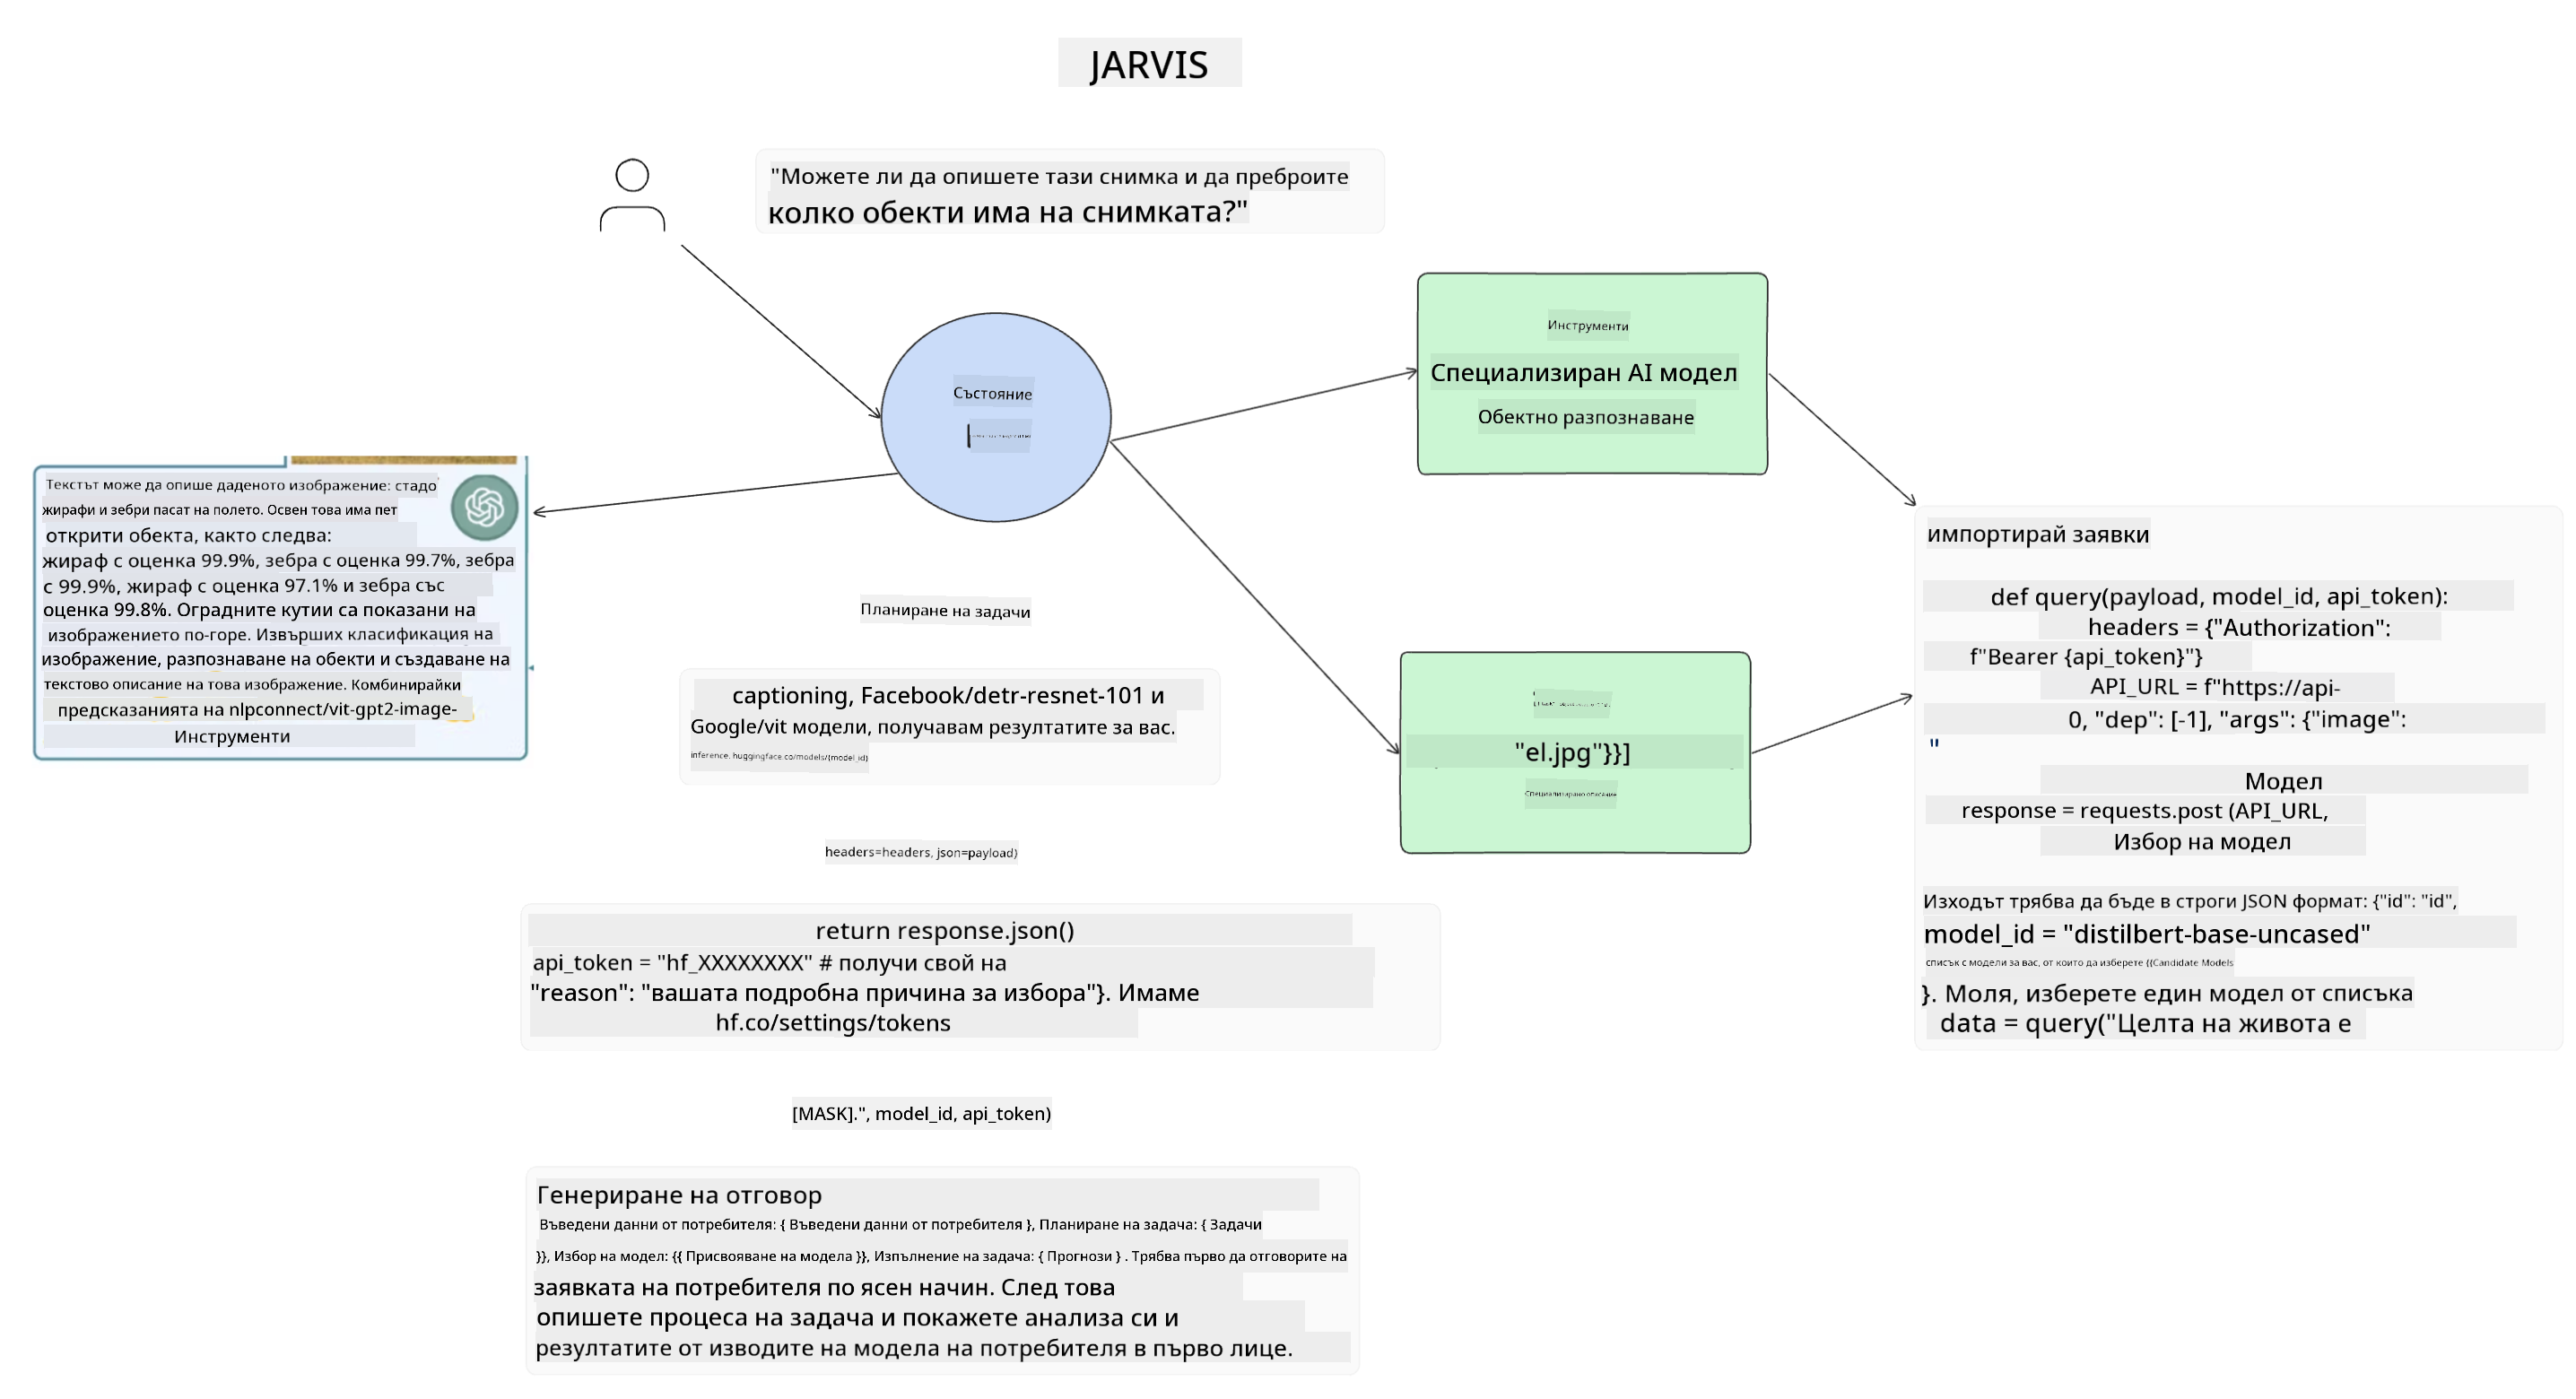 JARVIS
"Можете ли да опишете тази снимка и да преброите
колко обекти има на снимката?"
Състояние
Инструменти
Специализиран AI модел
Обектно разпознаване
Текстът може да опише даденото изображение: стадо
жирафи и зебри пасат на полето. Освен това има пет
открити обекта, както следва:
жираф с оценка 99.9%, зебра с оценка 99.7%, зебра
с 99.9%, жираф с оценка 97.1% и зебра със
оценка 99.8%. Оградните кутии са показани на
изображението по-горе. Извърших класификация на
изображение, разпознаване на обекти и създаване на
текстово описание на това изображение. Комбинирайки
предсказанията на nlpconnect/vit-gpt2-image-
Инструменти
Планиране на задачи
captioning, Facebook/detr-resnet-101 и
Google/vit модели, получавам резултатите за вас.
inference. huggingface.co/models/{model_id}
"el.jpg"}}]
Специализирано описание
импортирай заявки
def query(payload, model_id, api_token):
headers = {"Authorization":
f"Bearer {api_token}"}
API_URL = f"https://api-
0, "dep": [-1], "args": {"image":
"
Модел
response = requests.post (API_URL,
Избор на модел
Изходът трябва да бъде в строги JSON формат: {"id": "id",
model_id = "distilbert-base-uncased"
списък с модели за вас, от които да изберете {{Candidate Models
}. Моля, изберете един модел от списъка
data = query("Целта на живота е
headers=headers, json=payload)
return response.json()
api_token = "hf_XXXXXXXX" # получи свой на
"reason": "вашата подробна причина за избора"}. Имаме
hf.co/settings/tokens
[MASK].", model_id, api_token)
Генериране на отговор
Въведени данни от потребителя: { Въведени данни от потребителя }, Планиране на задача: { Задачи
}}, Избор на модел: {{ Присвояване на модела }}, Изпълнение на задача: { Прогнози } . Трябва първо да отговорите на
заявката на потребителя по ясен начин. След това
опишете процеса на задача и покажете анализа си и
резултатите от изводите на модела на потребителя в първо лице.